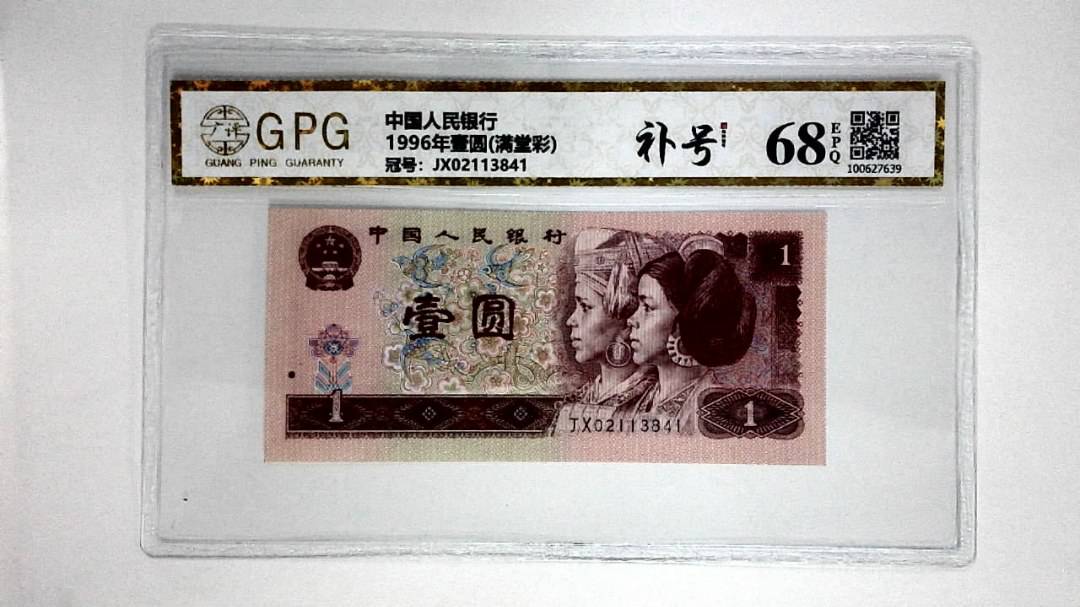 广评
GPG
GUANG PING GUARANTY
中国人民银行
1996年壹圆(满堂彩)
冠号：JX02113841
补号
68
EPQ
100627639
中国人民银行
1
壹圆
1
JX02113841
1